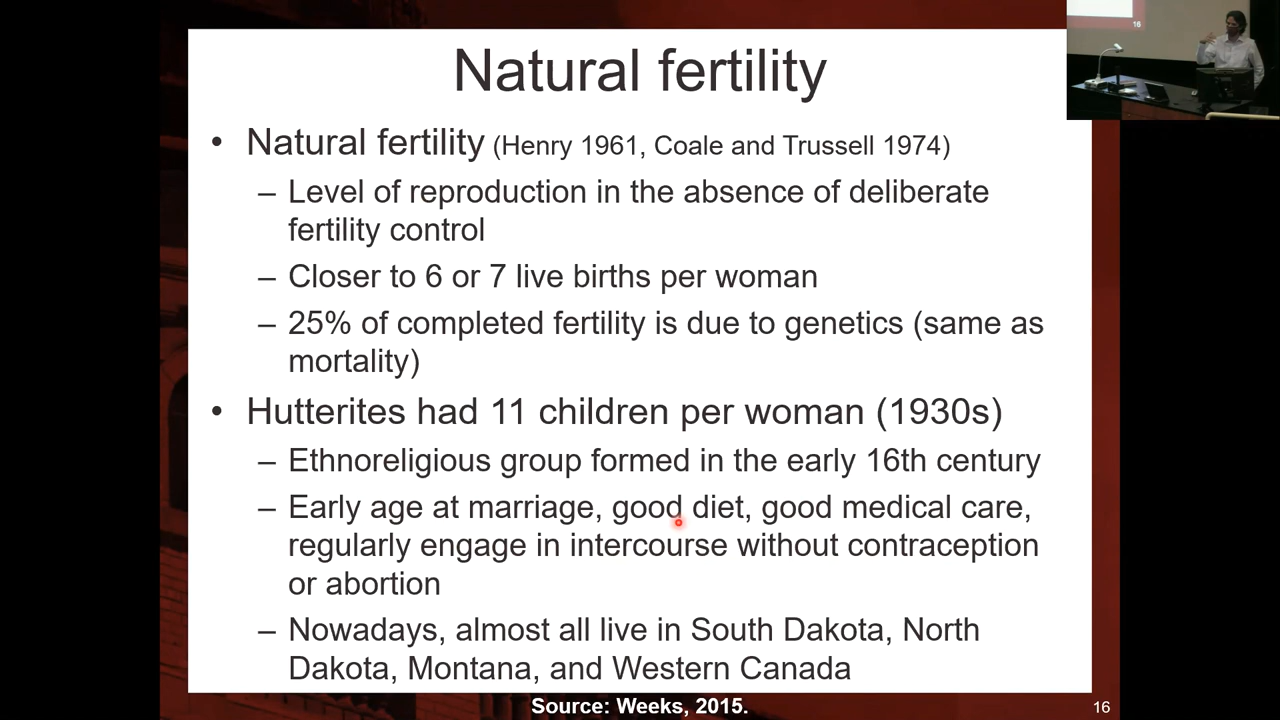 Natural fertility
• Natural fertility (Henry 1961, Coale and Trussell 1974)
– Level of reproduction in the absence of deliberate
fertility control
– Closer to 6 or 7 live births per woman
– 25% of completed fertility is due to genetics (same as
mortality)
• Hutterites had 11 children per woman (1930s)
– Ethnoreligious group formed in the early 16th century
– Early age at marriage, good diet, good medical care,
regularly engage in intercourse without contraception
or abortion
– Nowadays, almost all live in South Dakota, North
Dakota, Montana, and Western Canada
Source: Weeks, 2015.
16
16